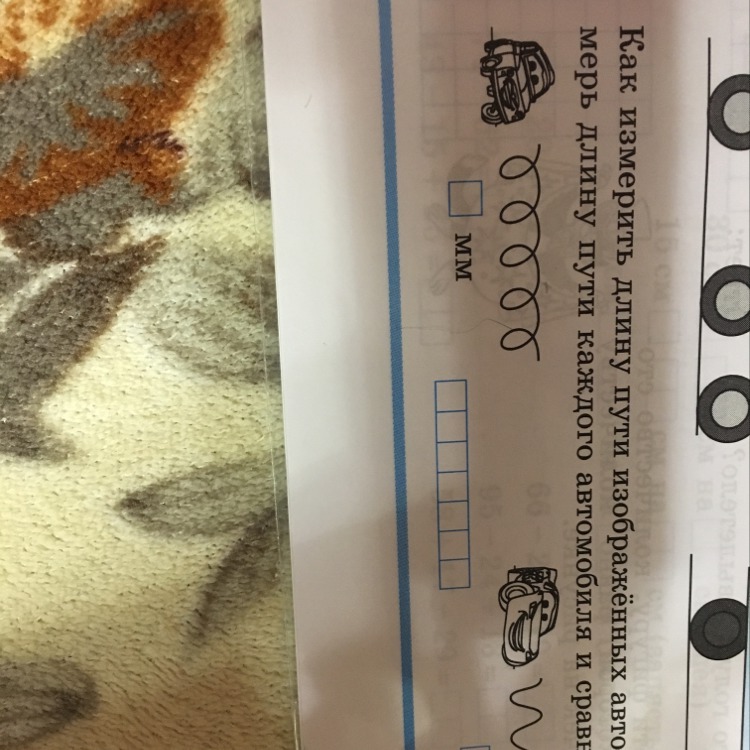 Как измерить длину пути изображённых авто
мерь длину пути каждого автомобиля и срав
мм